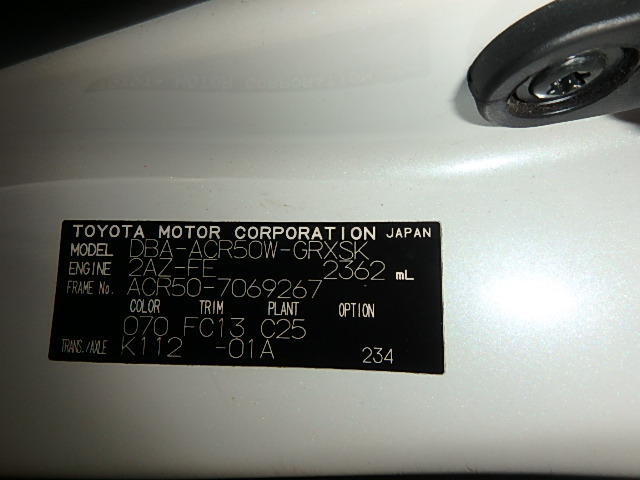 TOYOTA MOTOR CORPORATION JAPAN
MODEL DBA-ACR50W-GRXSK
ENGINE 2AZ-FE 2362 mL
FRAME No. ACR50-7069267
COLOR TRIM PLANT OPTION
070 FC13 C25
TRANS./AXLE K112 -01A 234